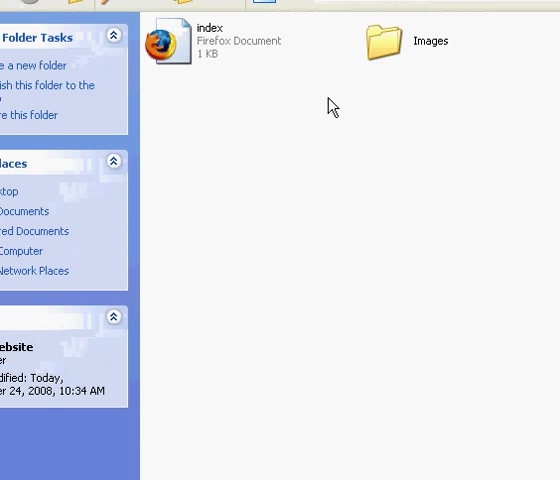 Folder Tasks
e a new folder
ish this folder to the
e this folder
laces
ktop
Documents
red Documents
Computer
Network Places
ebsite
er
dified: Today,
er 24, 2008, 10:34 AM
index
Firefox Document
1 KB
Images